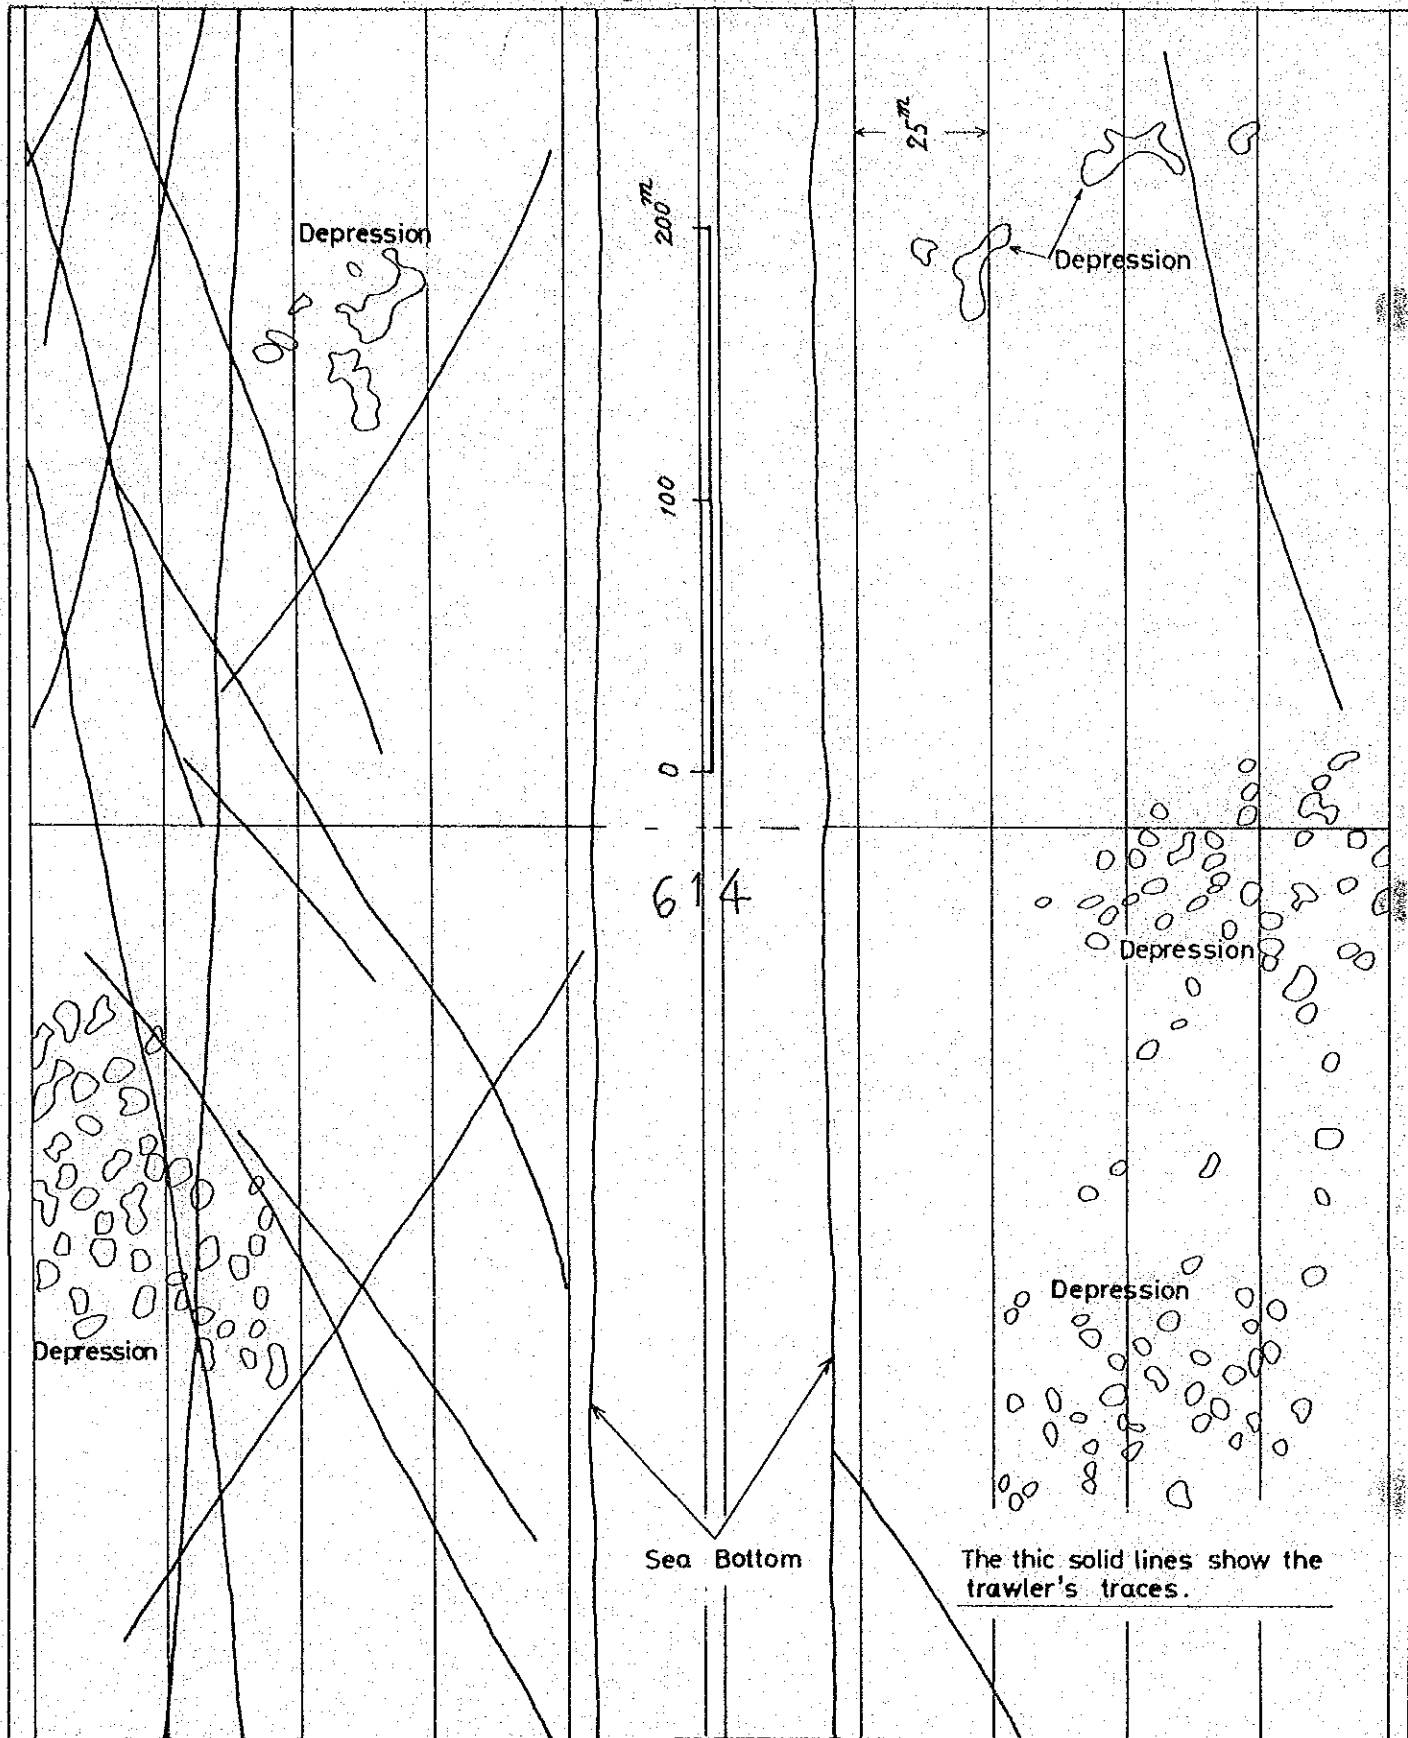 25m
200m
Depression
Depression
100
0
614
Depression
Depression
Depression
Sea Bottom
The thic solid lines show the
trawler's traces.